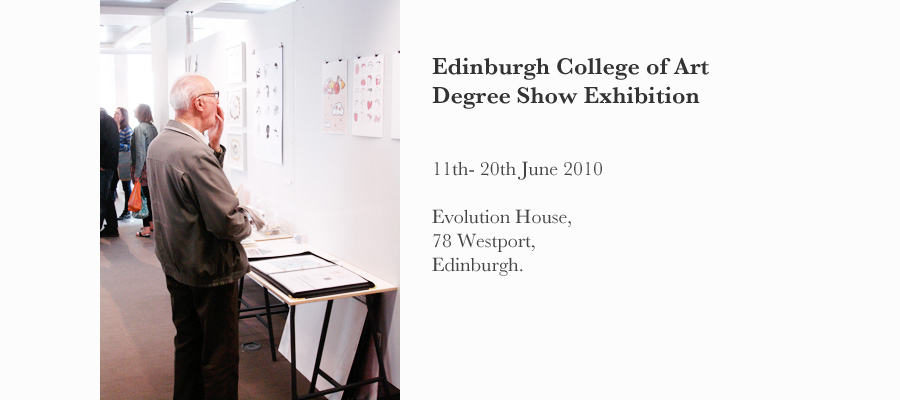 Edinburgh College of Art
Degree Show Exhibition
11th- 20th June 2010
Evolution House,
78 Westport,
Edinburgh.